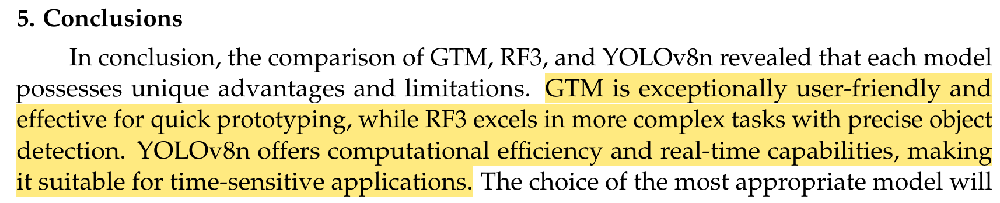 5. Conclusions
In conclusion, the comparison of GTM, RF3, and YOLOv8n revealed that each model
possesses unique advantages and limitations. GTM is exceptionally user-friendly and
effective for quick prototyping, while RF3 excels in more complex tasks with precise object
detection. YOLOv8n offers computational efficiency and real-time capabilities, making
it suitable for time-sensitive applications. The choice of the most appropriate model will